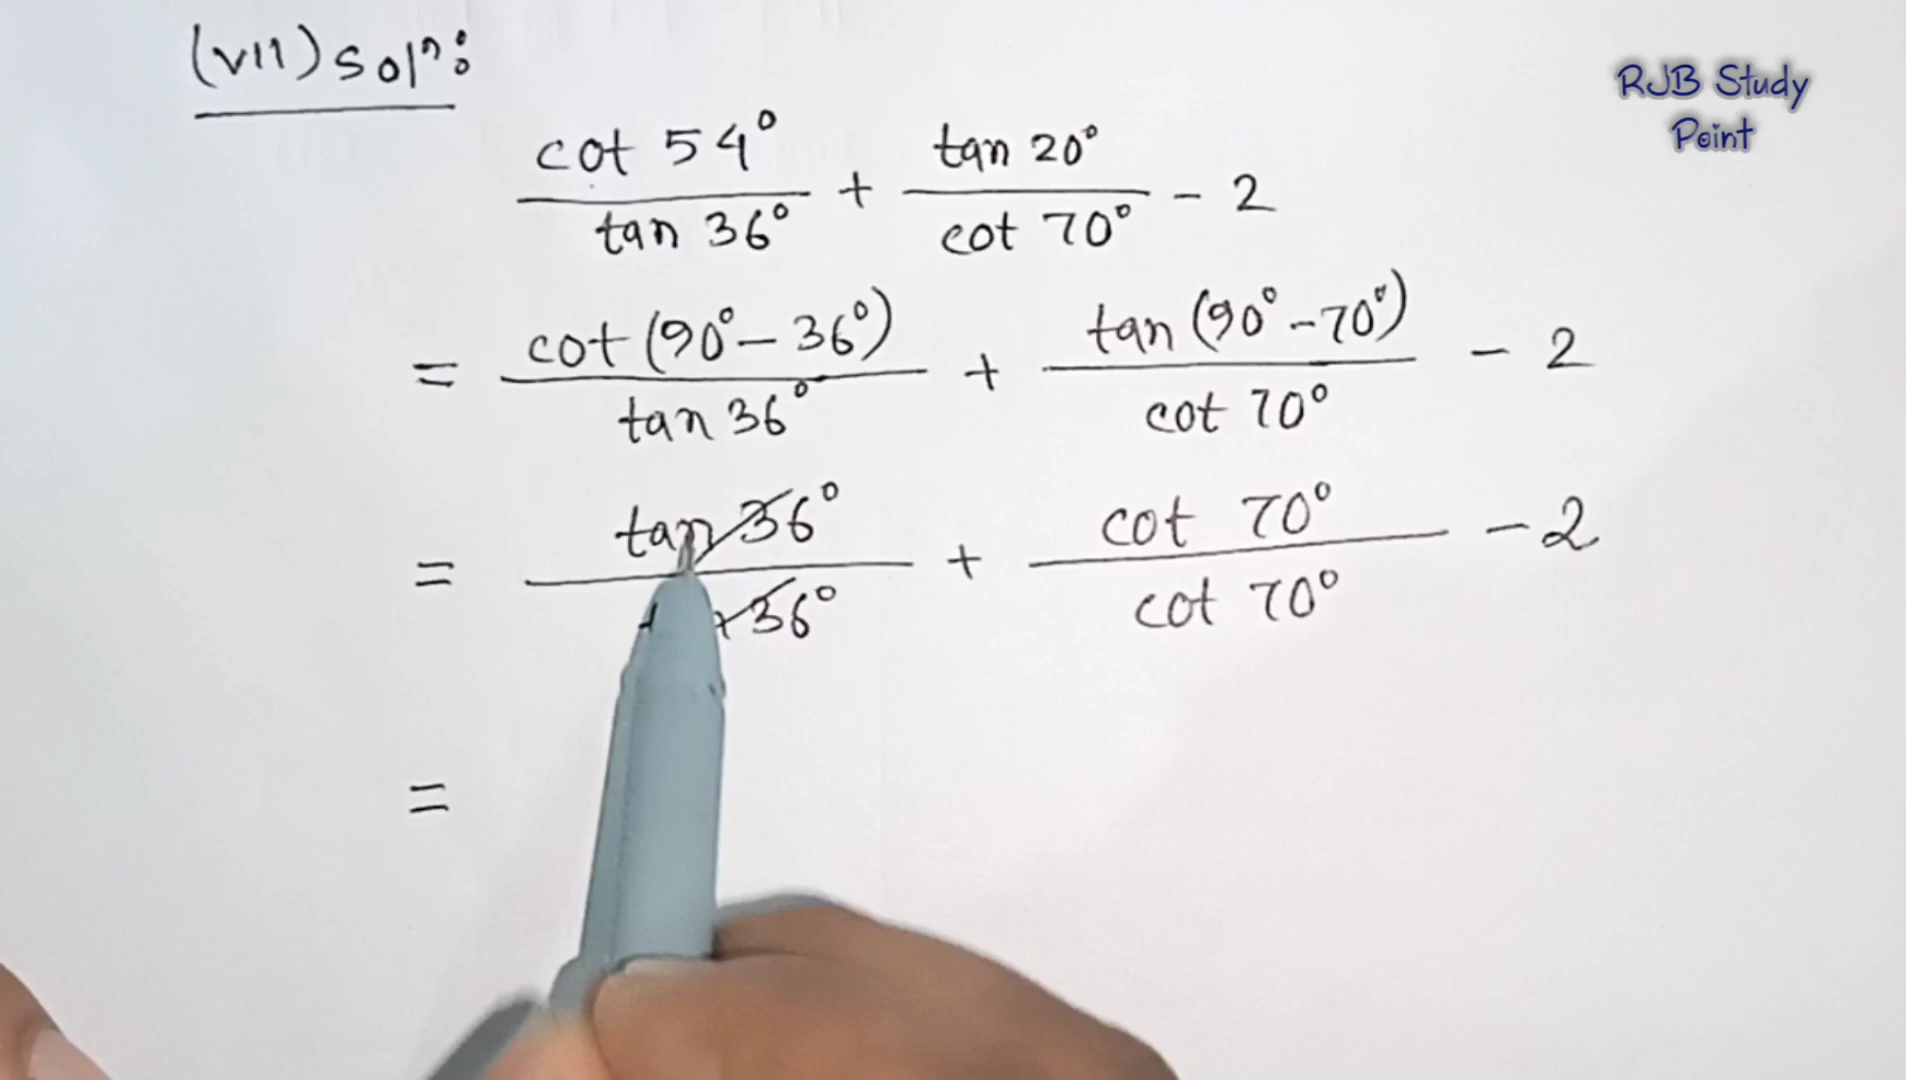 (VII) Solⁿ:
RJB Study
Point
cot 54° / tan 36° + tan 20° / cot 70° - 2
= cot (90° - 36°) / tan 36° + tan (90° - 70°) / cot 70° - 2
= tan 36° / 36° + cot 70° / cot 70° - 2
=